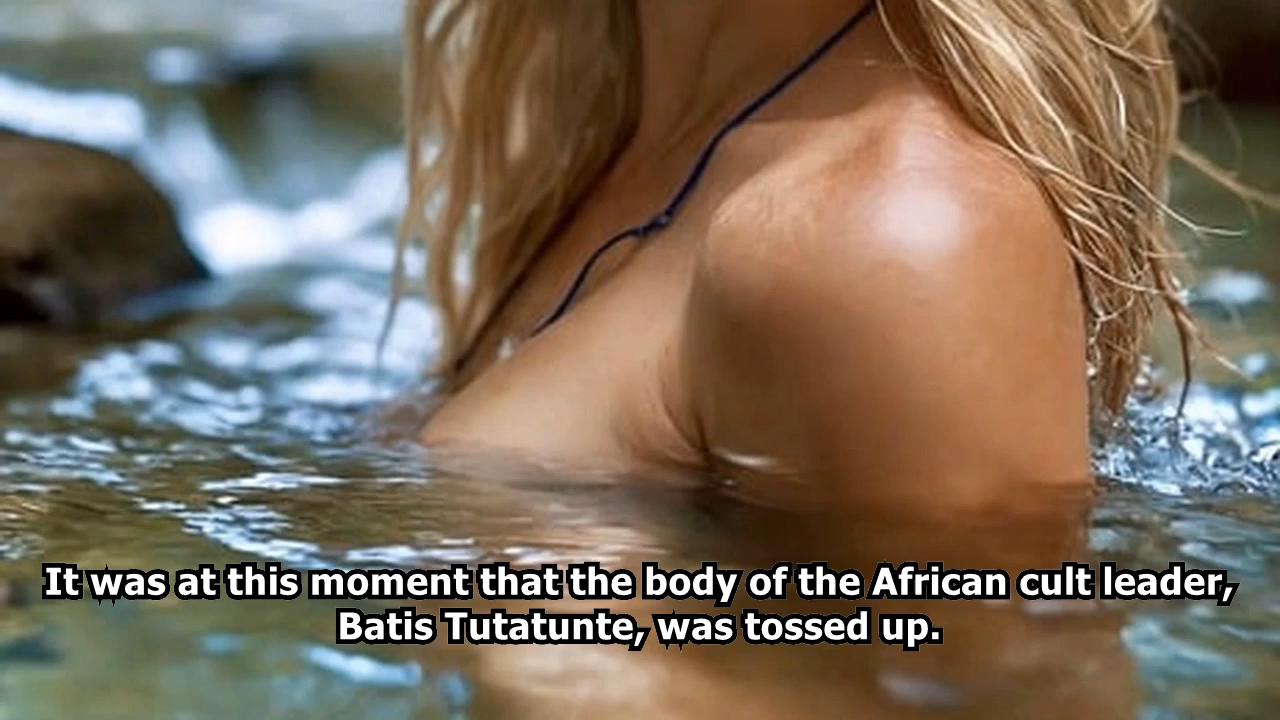 It was at this moment that the body of the African cult leader,
Batis Tutatunte, was tossed up.